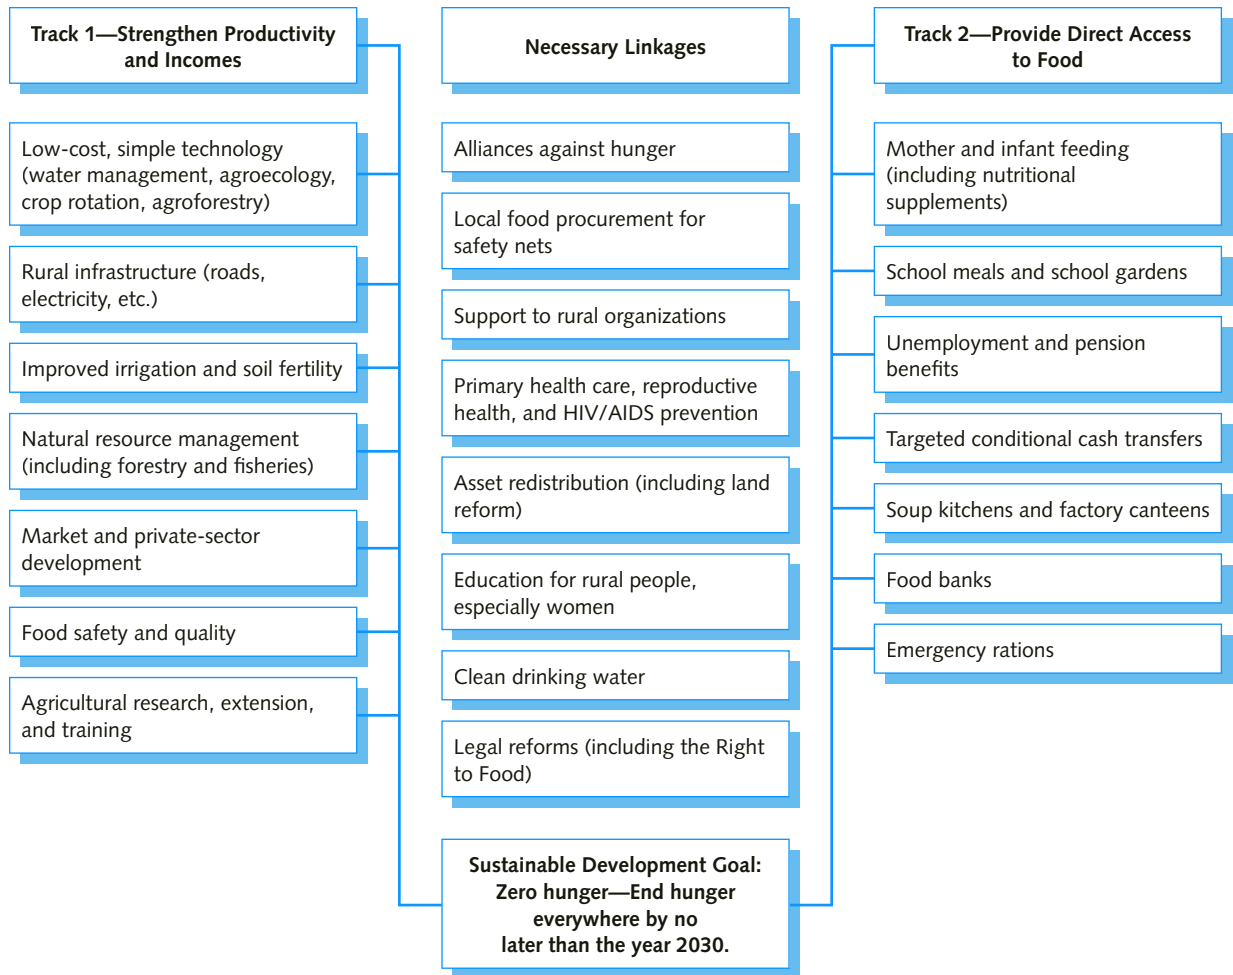 Track 1—Strengthen Productivity
and Incomes
Low-cost, simple technology
(water management, agroecology,
crop rotation, agroforestry)
Rural infrastructure (roads,
electricity, etc.)
Improved irrigation and soil fertility
Natural resource management
(including forestry and fisheries)
Market and private-sector
development
Food safety and quality
Agricultural research, extension,
and training
Necessary Linkages
Alliances against hunger
Local food procurement for
safety nets
Support to rural organizations
Primary health care, reproductive
health, and HIV/AIDS prevention
Asset redistribution (including land
reform)
Education for rural people,
especially women
Clean drinking water
Legal reforms (including the Right
to Food)
Track 2—Provide Direct Access
to Food
Mother and infant feeding
(including nutritional
supplements)
School meals and school gardens
Unemployment and pension
benefits
Targeted conditional cash transfers
Soup kitchens and factory canteens
Food banks
Emergency rations
Sustainable Development Goal:
Zero hunger—End hunger
everywhere by no
later than the year 2030.